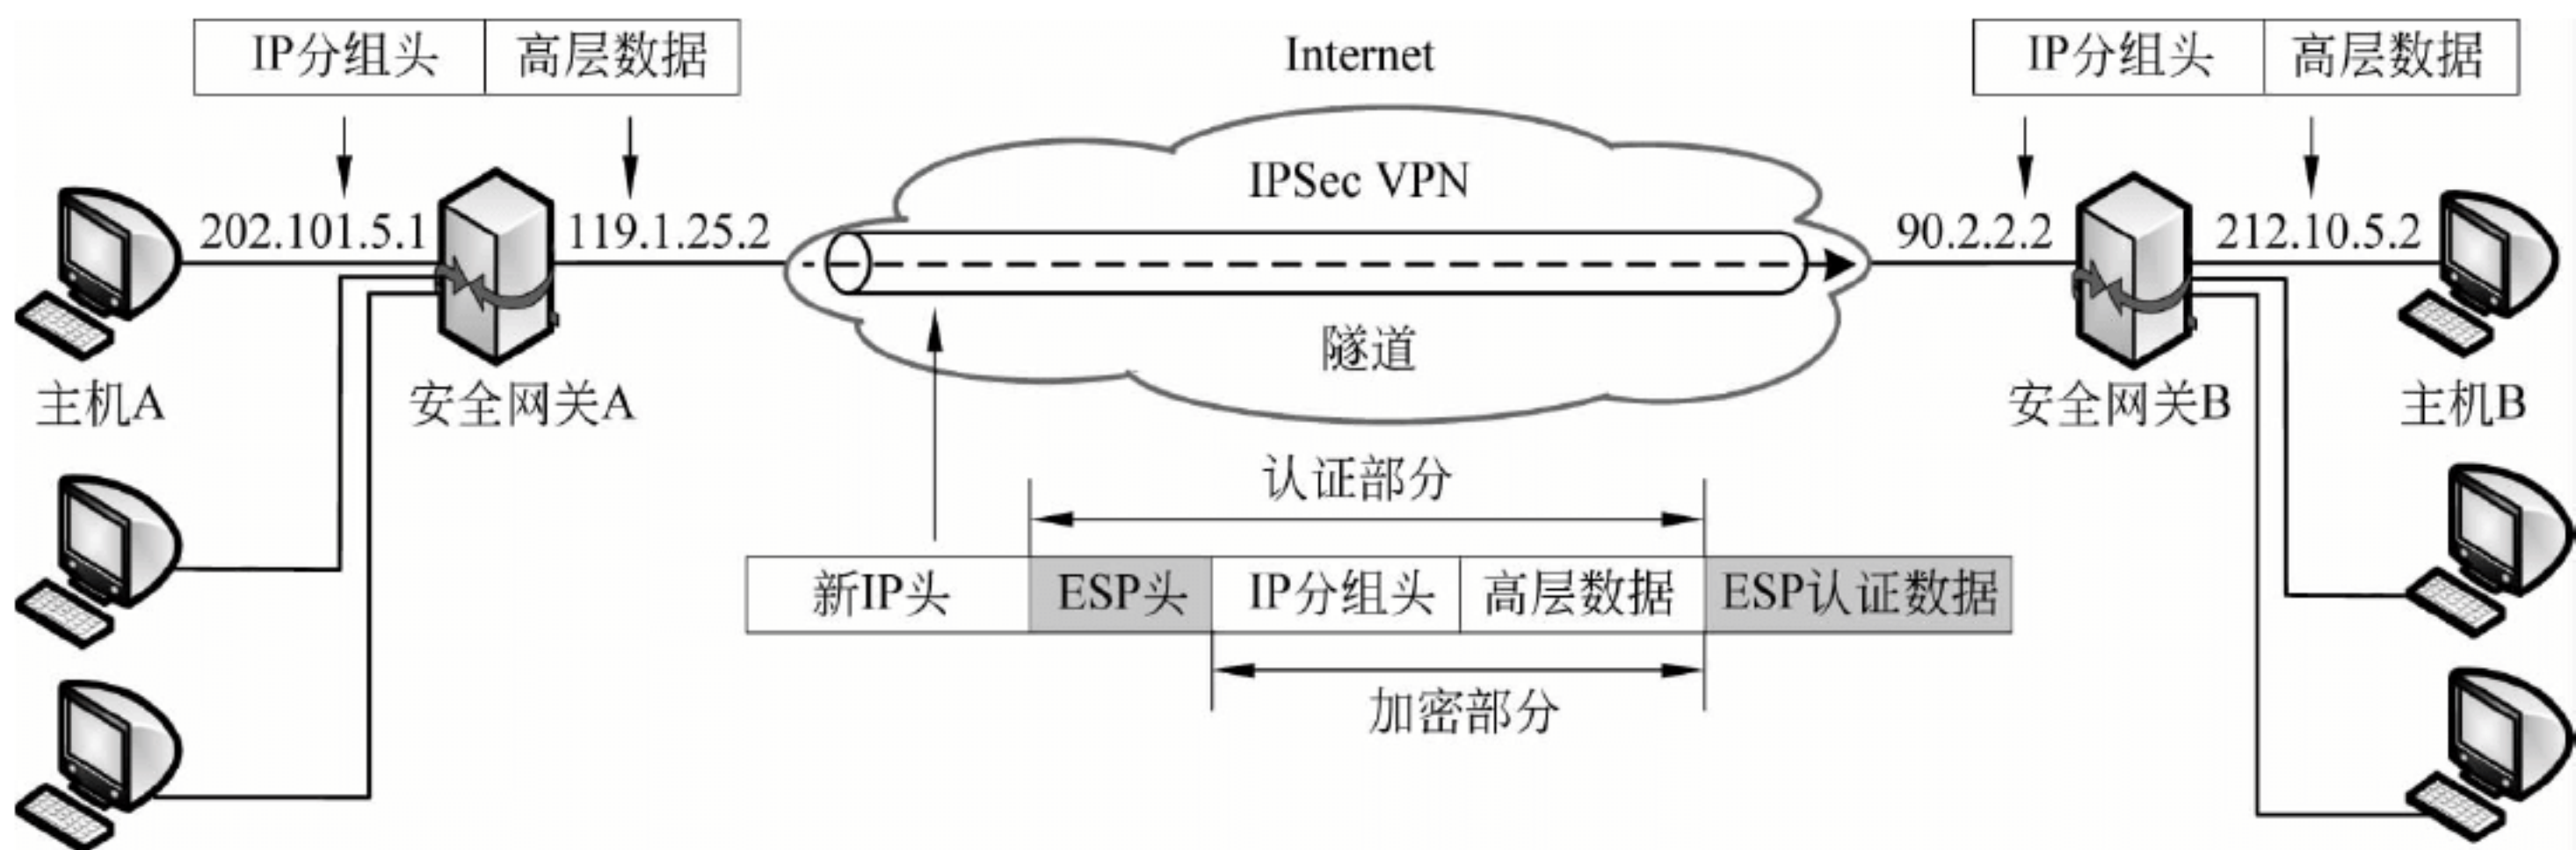 IP分组头 高层数据
Internet
IP分组头 高层数据
IPSec VPN
202.101.5.1
119.1.25.2
90.2.2.2
212.10.5.2
隧道
主机A
安全网关A
安全网关B
主机B
认证部分
新IP头 ESP头 IP分组头 高层数据 ESP认证数据
加密部分